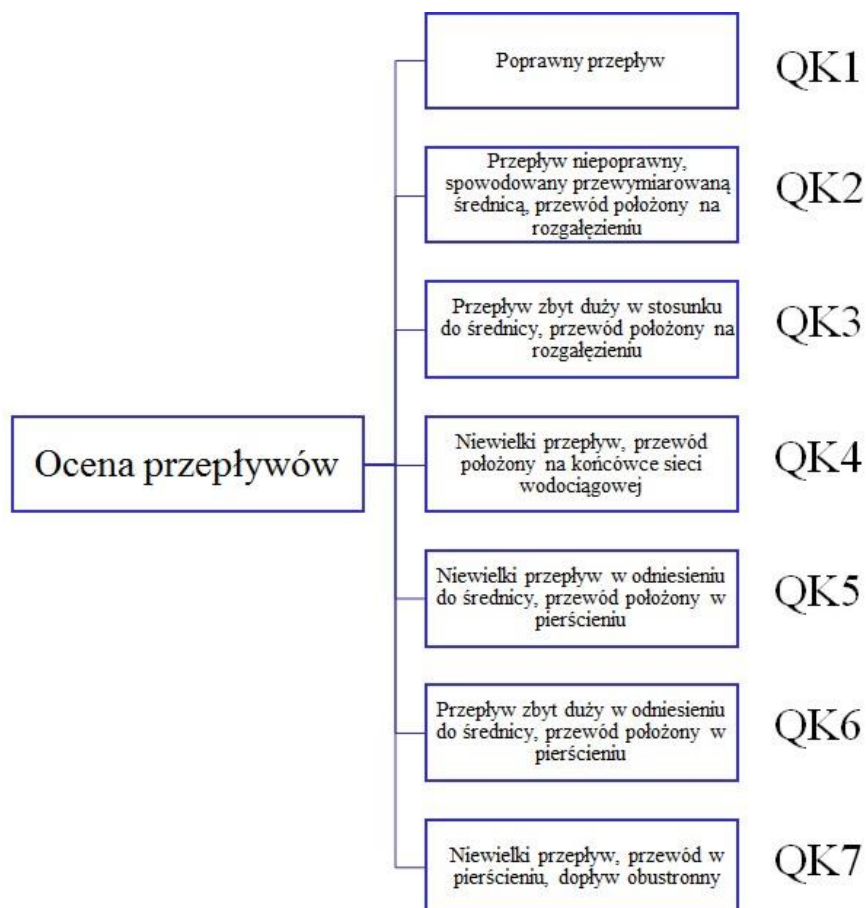 Poprawny przepływ
QK1
Przepływ niepoprawny,
spowodowany przewymiarowaną
średnicą, przewód położony na
rozgałęzieniu
QK2
Przepływ zbyt duży w stosunku
do średnicy, przewód położony na
rozgałęzieniu
QK3
Ocena przepływów
Niewielki przepływ, przewód
położony na końcówce sieci
wodociągowej
QK4
Niewielki przepływ w odniesieniu
do średnicy, przewód położony w
pierścieniu
QK5
Przepływ zbyt duży w odniesieniu
do średnicy, przewód położony w
pierścieniu
QK6
Niewielki przepływ, przewód w
pierścieniu, dopływ obustronny
QK7